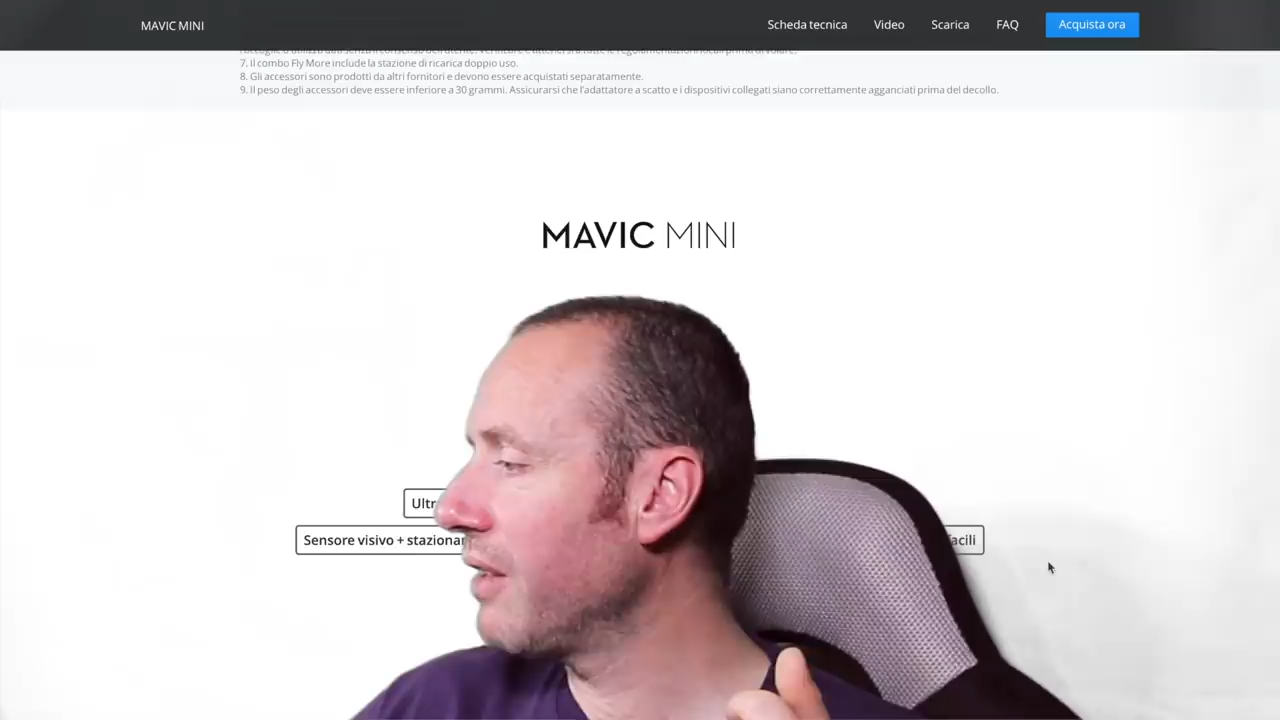 MAVIC MINI
Scheda tecnica Video Scarica FAQ Acquista ora
7. Il combo Fly More include la stazione di ricarica doppio uso.
8. Gli accessori sono prodotti da altri fornitori e devono essere acquistati separatamente.
9. Il peso degli accessori deve essere inferiore a 30 grammi. Assicurarsi che l'adattatore a scatto e i dispositivi collegati siano correttamente agganciati prima del decollo.
MAVIC MINI
Ultr
Sensore visivo + staziona
facili